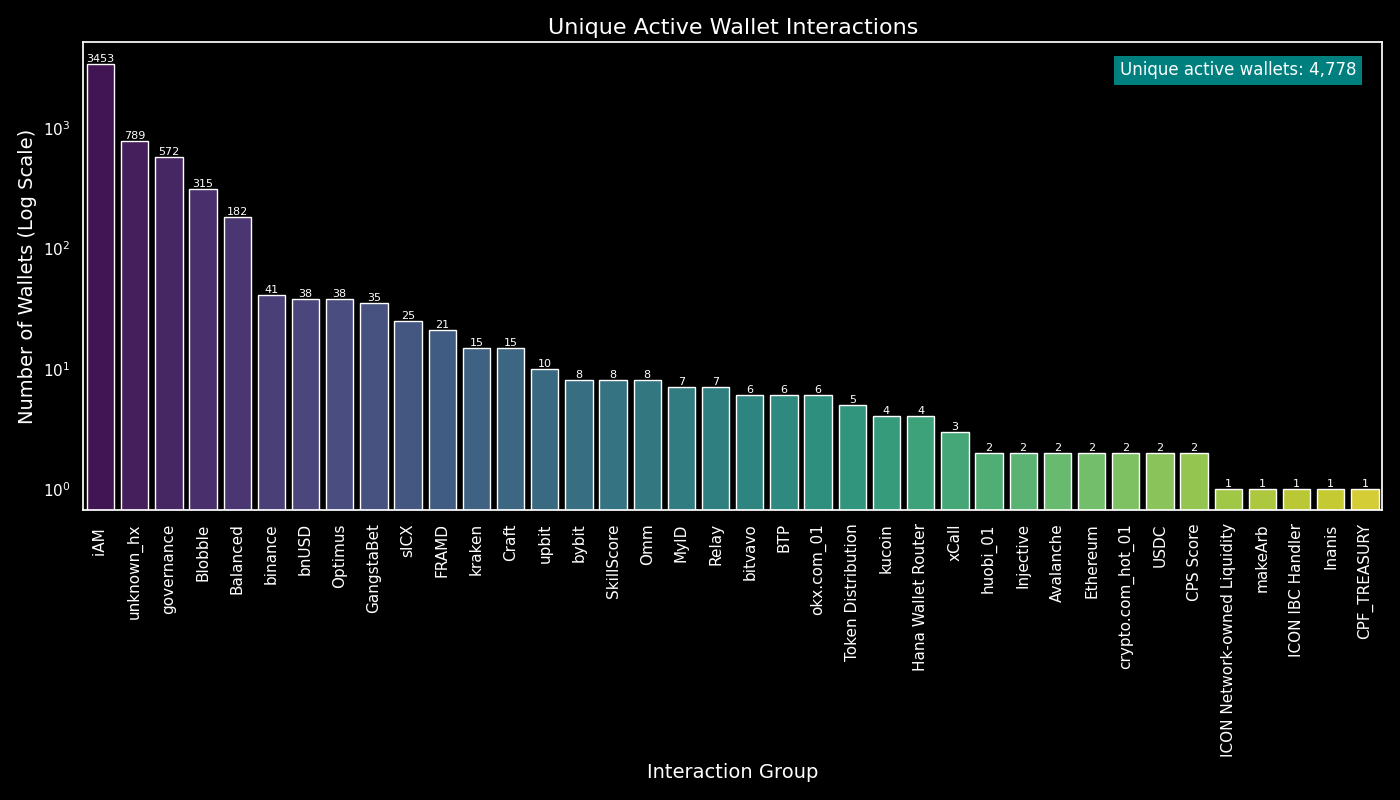 Unique Active Wallet Interactions
Unique active wallets: 4,778
Number of Wallets (Log Scale)
10³
10²
10¹
10⁰
3453
789
572
315
182
41
38
38
35
25
21
15
15
10
8
8
8
7
7
6
6
6
5
4
4
3
2
2
2
2
2
2
2
1
1
1
1
1
iAM
unknown_hx
governance
Blobble
Balanced
binance
bnUSD
Optimus
GangstaBet
sICX
FRAMD
kraken
Craft
upbit
bybit
SkillScore
Omm
MyID
Relay
bitvavo
BTP
okx.com_01
Token Distribution
kucoin
Hana Wallet Router
xCall
huobi_01
Injective
Avalanche
Ethereum
crypto.com_hot_01
USDC
CPS Score
ICON Network-owned Liquidity
makeArb
ICON IBC Handler
Inanis
CPF_TREASURY
Interaction Group